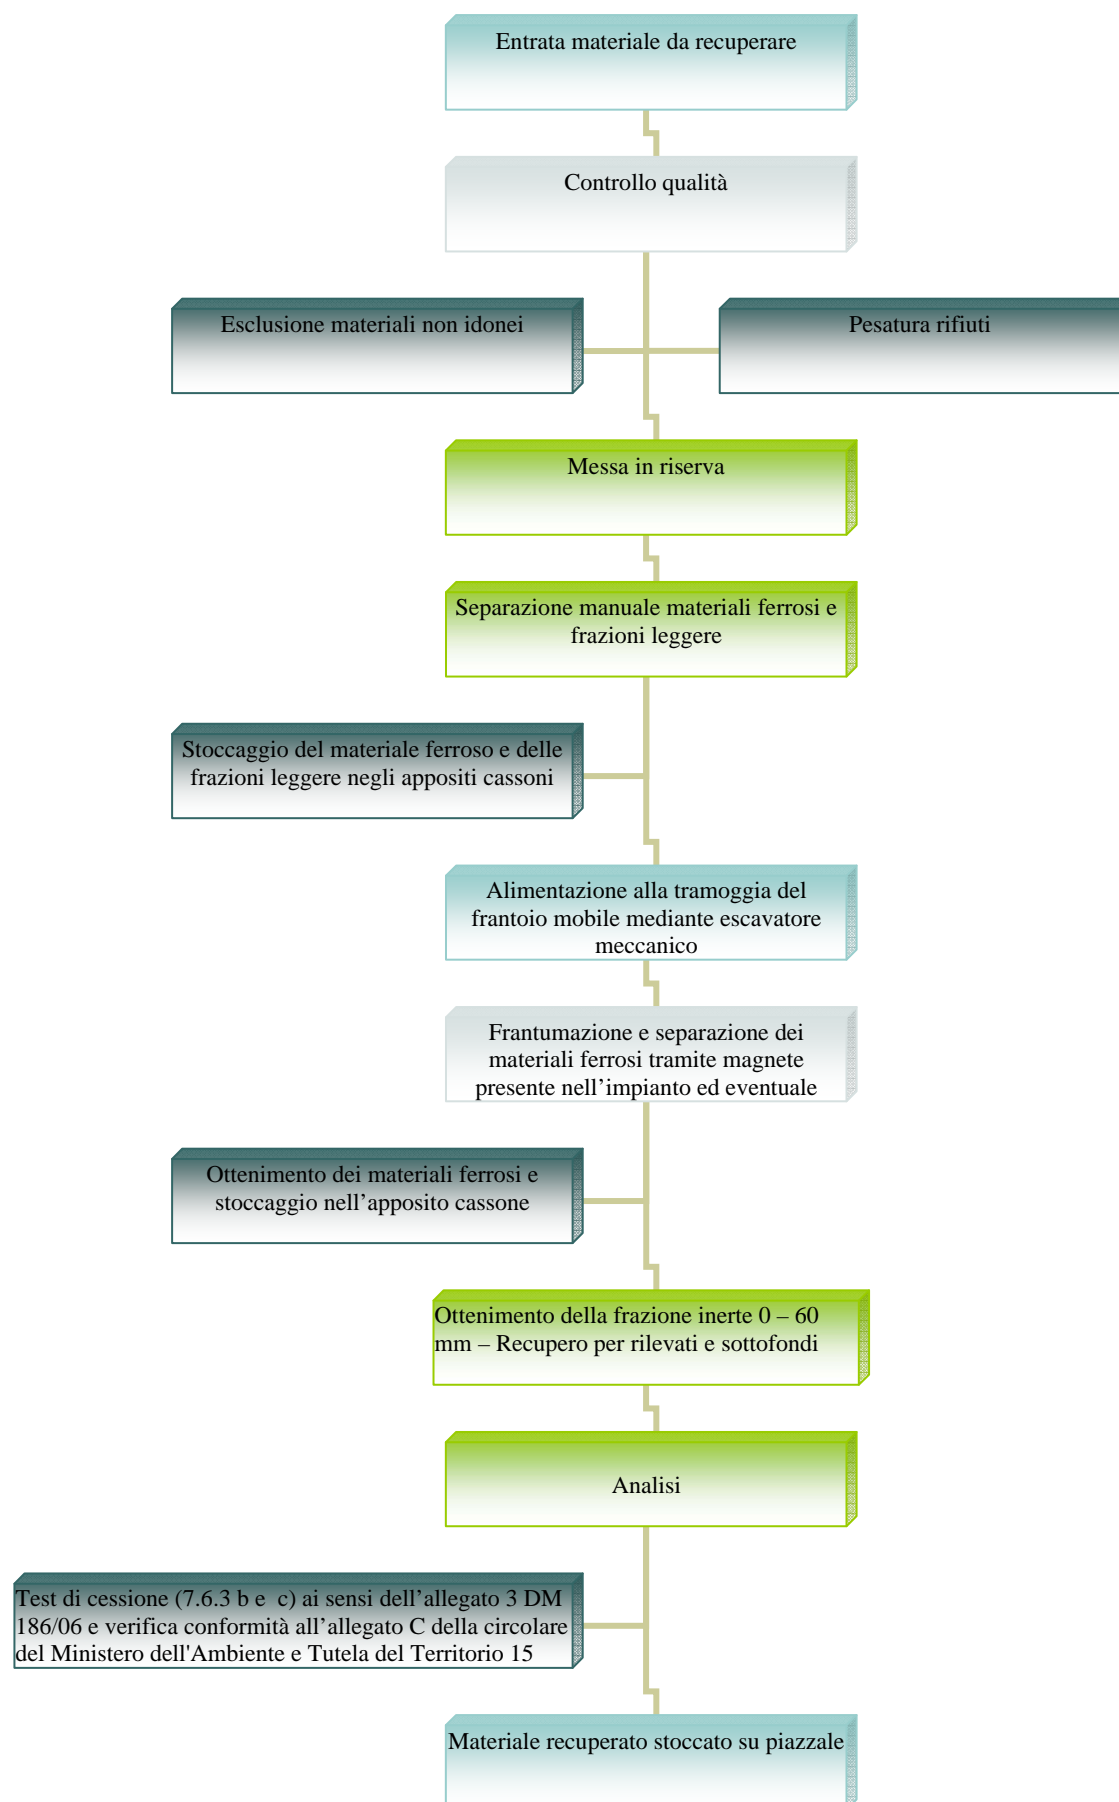 Entrata materiale da recuperare
Controllo qualità
Esclusione materiali non idonei
Pesatura rifiuti
Messa in riserva
Separazione manuale materiali ferrosi e
frazioni leggere
Stoccaggio del materiale ferroso e delle
frazioni leggere negli appositi cassoni
Alimentazione alla tramoggia del
frantoio mobile mediante escavatore
meccanico
Frantumazione e separazione dei
materiali ferrosi tramite magnete
presente nell’impianto ed eventuale
Ottenimento dei materiali ferrosi e
stoccaggio nell’apposito cassone
Ottenimento della frazione inerte 0 – 60
mm – Recupero per rilevati e sottofondi
Analisi
Test di cessione (7.6.3 b e c) ai sensi dell’allegato 3 DM
186/06 e verifica conformità all’allegato C della circolare
del Ministero dell'Ambiente e Tutela del Territorio 15
Materiale recuperato stoccato su piazzale